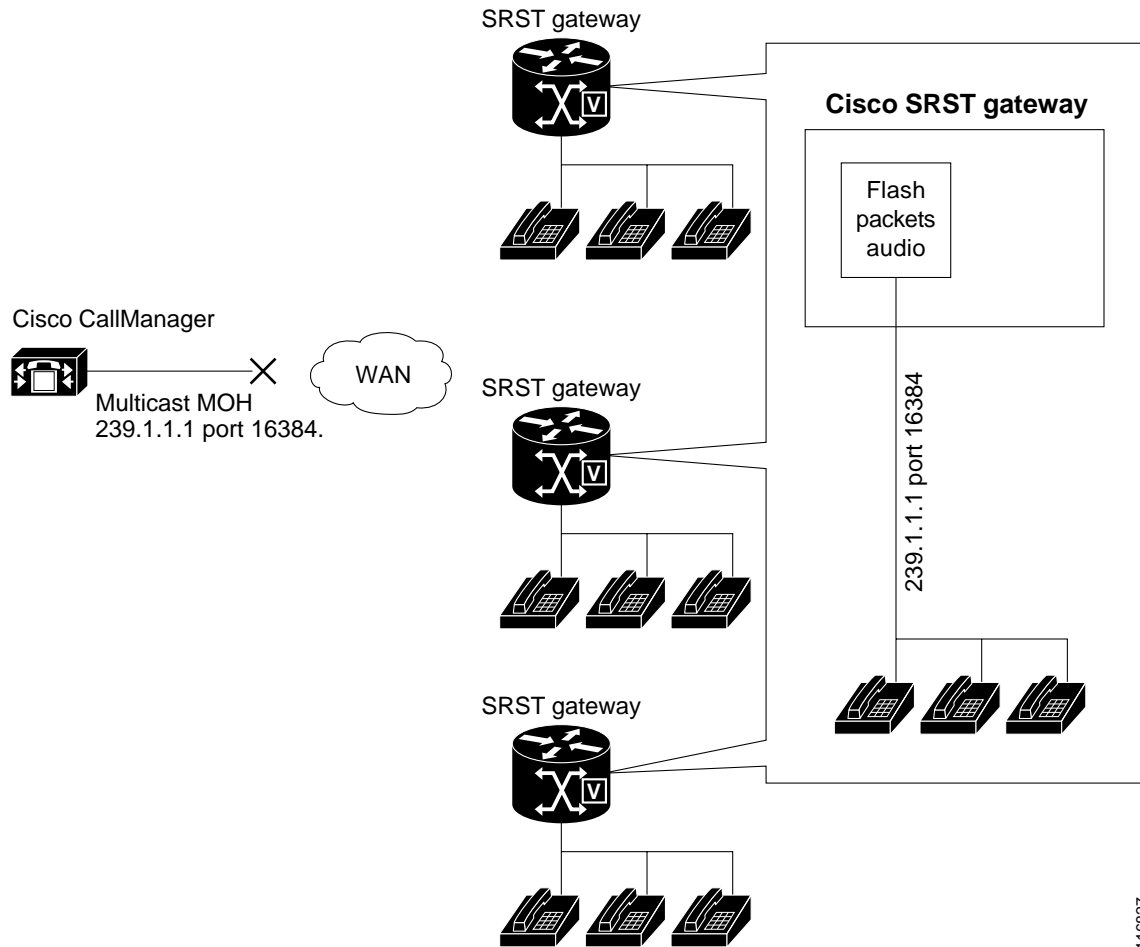 SRST gateway
V
Cisco SRST gateway
Flash
packets
audio
Cisco CallManager
Multicast MOH
239.1.1.1 port 16384.
WAN
SRST gateway
V
239.1.1.1 port 16384
SRST gateway
V